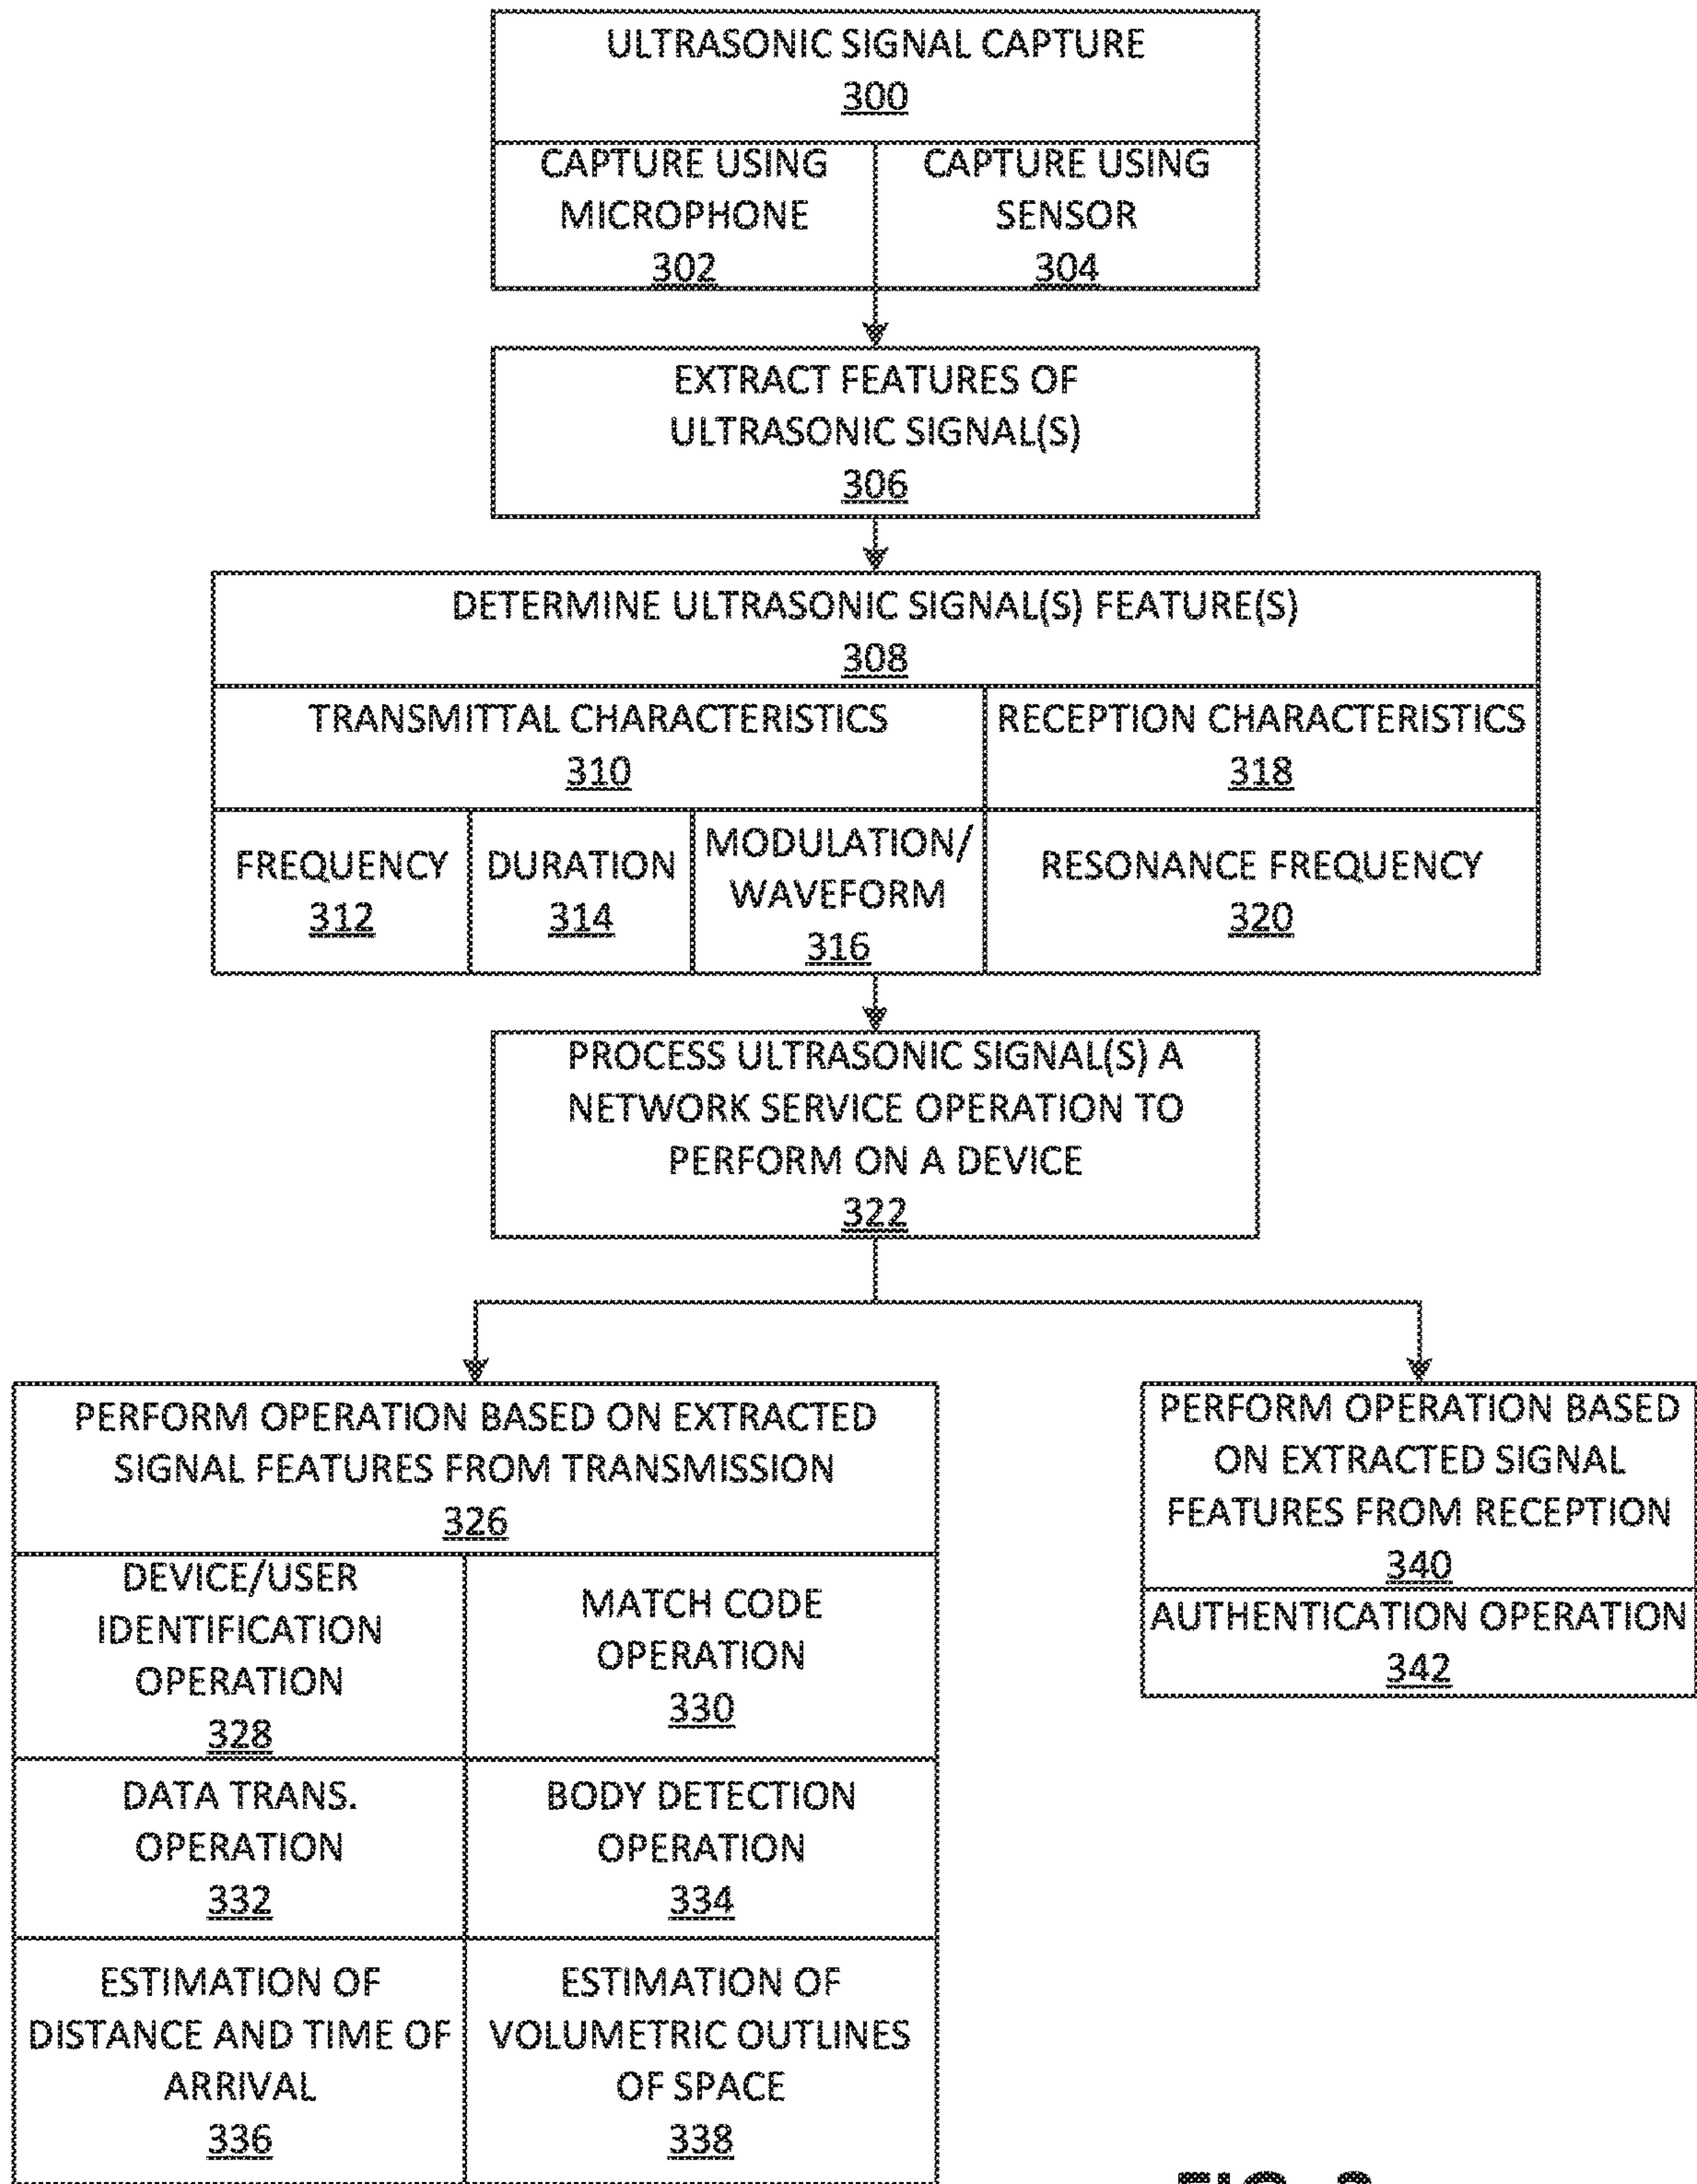 ULTRASONIC SIGNAL CAPTURE
300
CAPTURE USING
MICROPHONE
302
CAPTURE USING
SENSOR
304
EXTRACT FEATURES OF
ULTRASONIC SIGNAL(S)
306
DETERMINE ULTRASONIC SIGNAL(S) FEATURE(S)
308
TRANSMITTAL CHARACTERISTICS
310
RECEPTION CHARACTERISTICS
318
FREQUENCY
312
DURATION
314
MODULATION/
WAVEFORM
316
RESONANCE FREQUENCY
320
PROCESS ULTRASONIC SIGNAL(S) A
NETWORK SERVICE OPERATION TO
PERFORM ON A DEVICE
322
PERFORM OPERATION BASED ON EXTRACTED
SIGNAL FEATURES FROM TRANSMISSION
326
DEVICE/USER
IDENTIFICATION
OPERATION
328
MATCH CODE
OPERATION
330
DATA TRANS.
OPERATION
332
BODY DETECTION
OPERATION
334
ESTIMATION OF
DISTANCE AND TIME OF
ARRIVAL
336
ESTIMATION OF
VOLUMETRIC OUTLINES
OF SPACE
338
PERFORM OPERATION BASED
ON EXTRACTED SIGNAL
FEATURES FROM RECEPTION
340
AUTHENTICATION OPERATION
342
FIG.